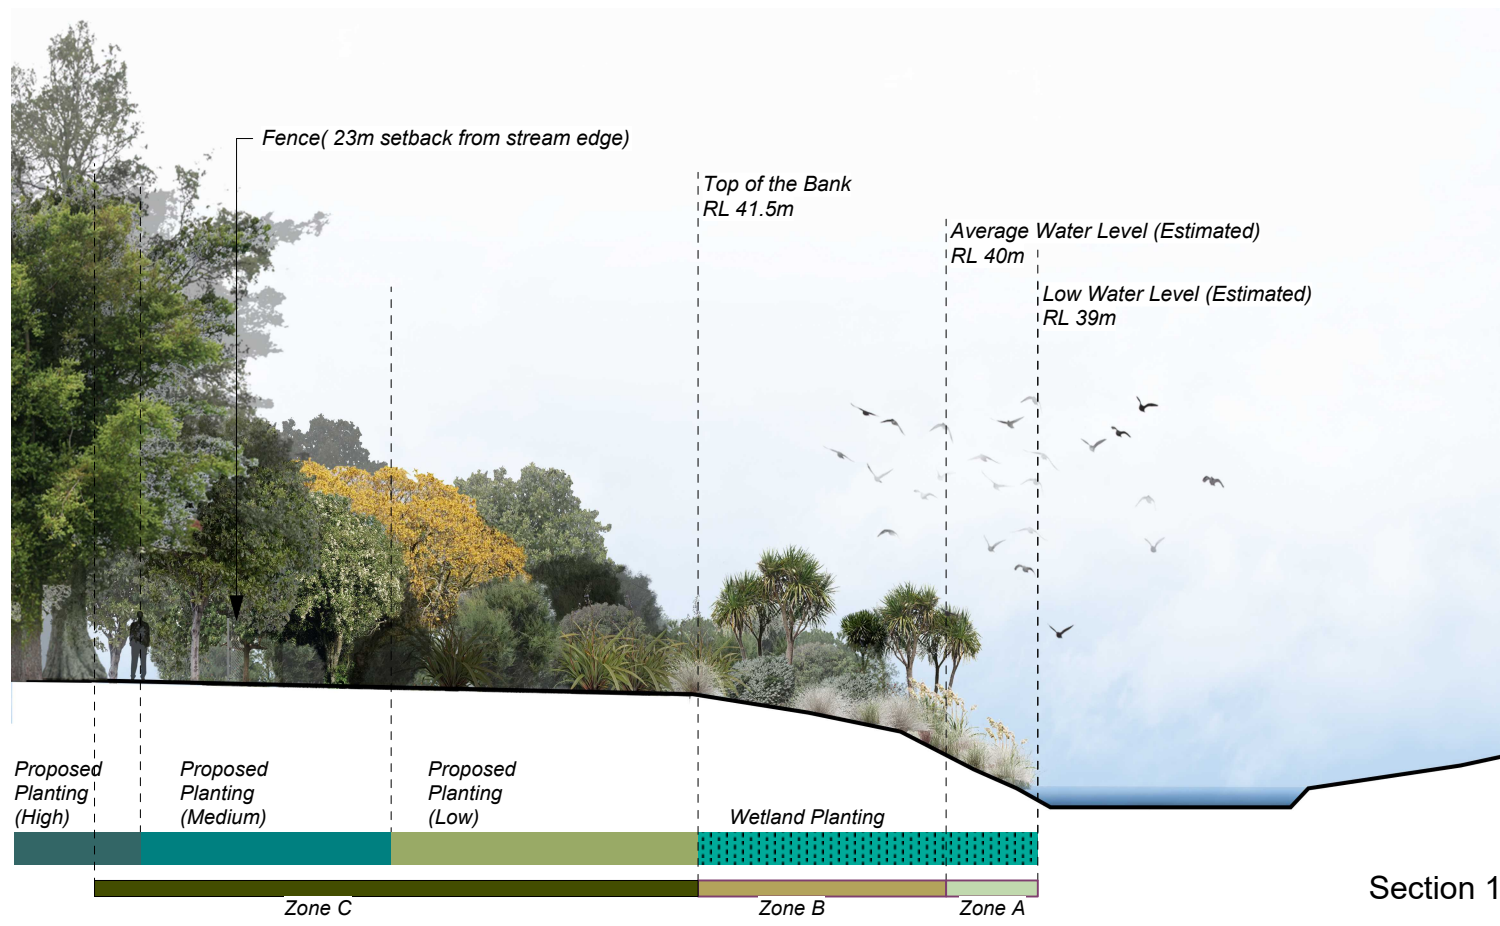 Fence( 23m setback from stream edge)
Top of the Bank
RL 41.5m
Average Water Level (Estimated)
RL 40m
Low Water Level (Estimated)
RL 39m
Proposed
Planting
(High)
Proposed
Planting
(Medium)
Proposed
Planting
(Low)
Wetland Planting
Zone C
Zone B
Zone A
Section 1